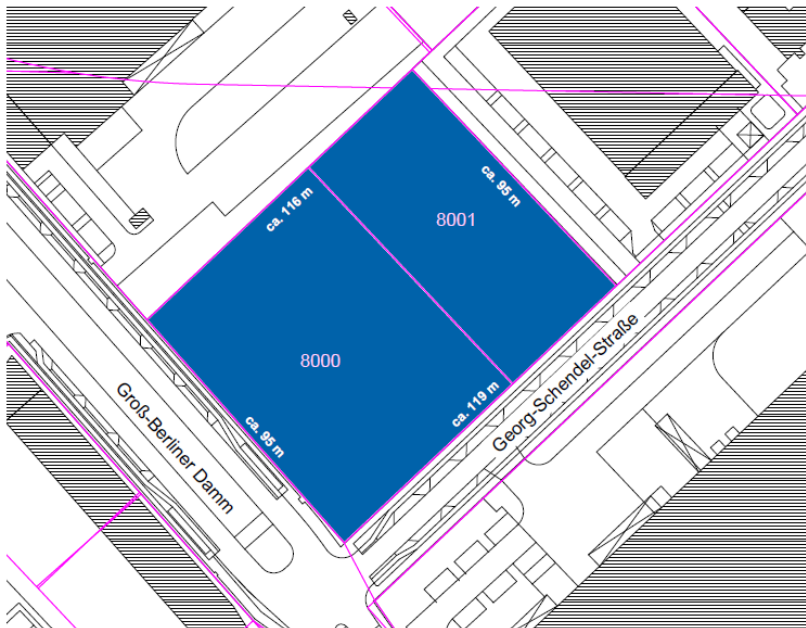 ca. 95 m
ca. 116 m
8001
8000
Georg-Schendel-Straße
ca. 119 m
Groß-Berliner Damm
ca. 95 m